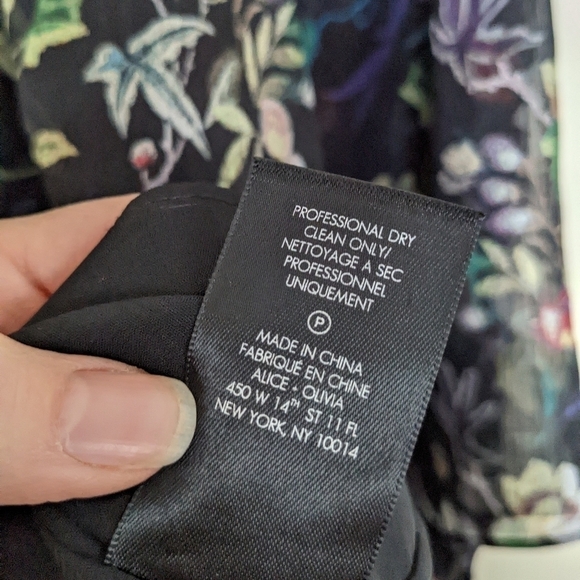 PROFESSIONAL DRY
CLEAN ONLY/
NETTOYAGE À SEC
PROFESSIONNEL
UNIQUEMENT
P
MADE IN CHINA
FABRIQUÉ EN CHINE
ALICE + OLIVIA
450 W 14TH ST 11 FL
NEW YORK, NY 10014